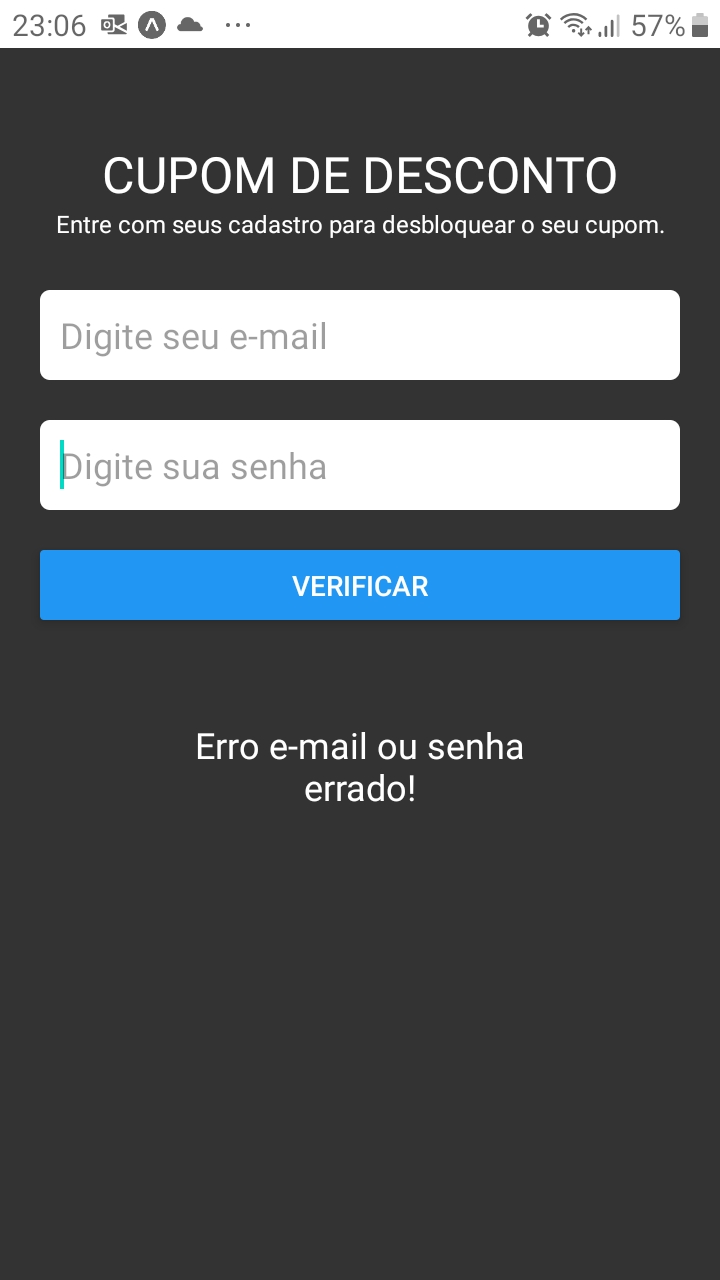 23:06 57%
CUPOM DE DESCONTO
Entre com seus cadastro para desbloquear o seu cupom.
Digite seu e-mail
Digite sua senha
VERIFICAR
Erro e-mail ou senha
errado!